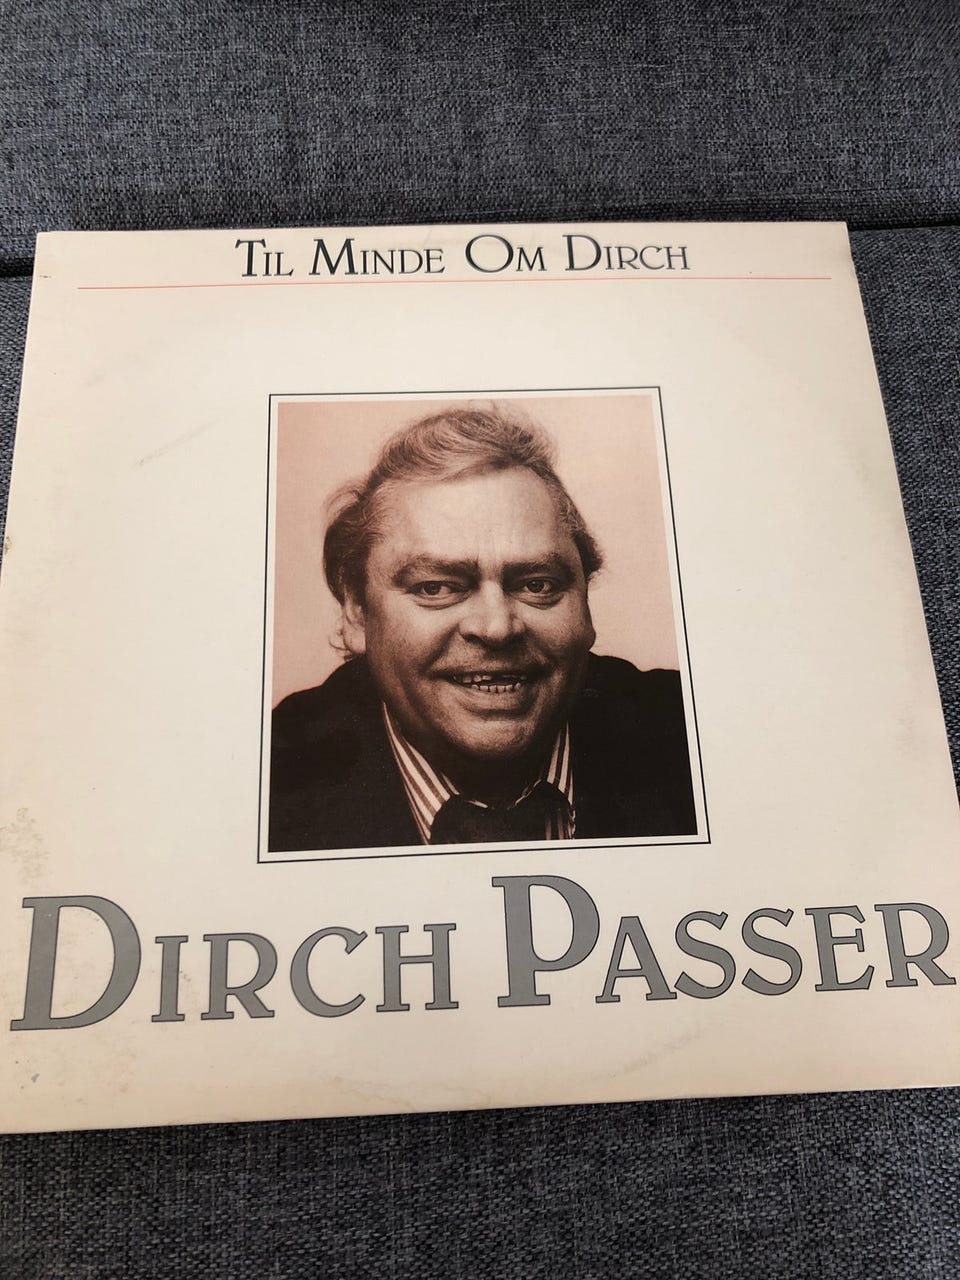 Til Minde Om Dirch
Dirch Passer